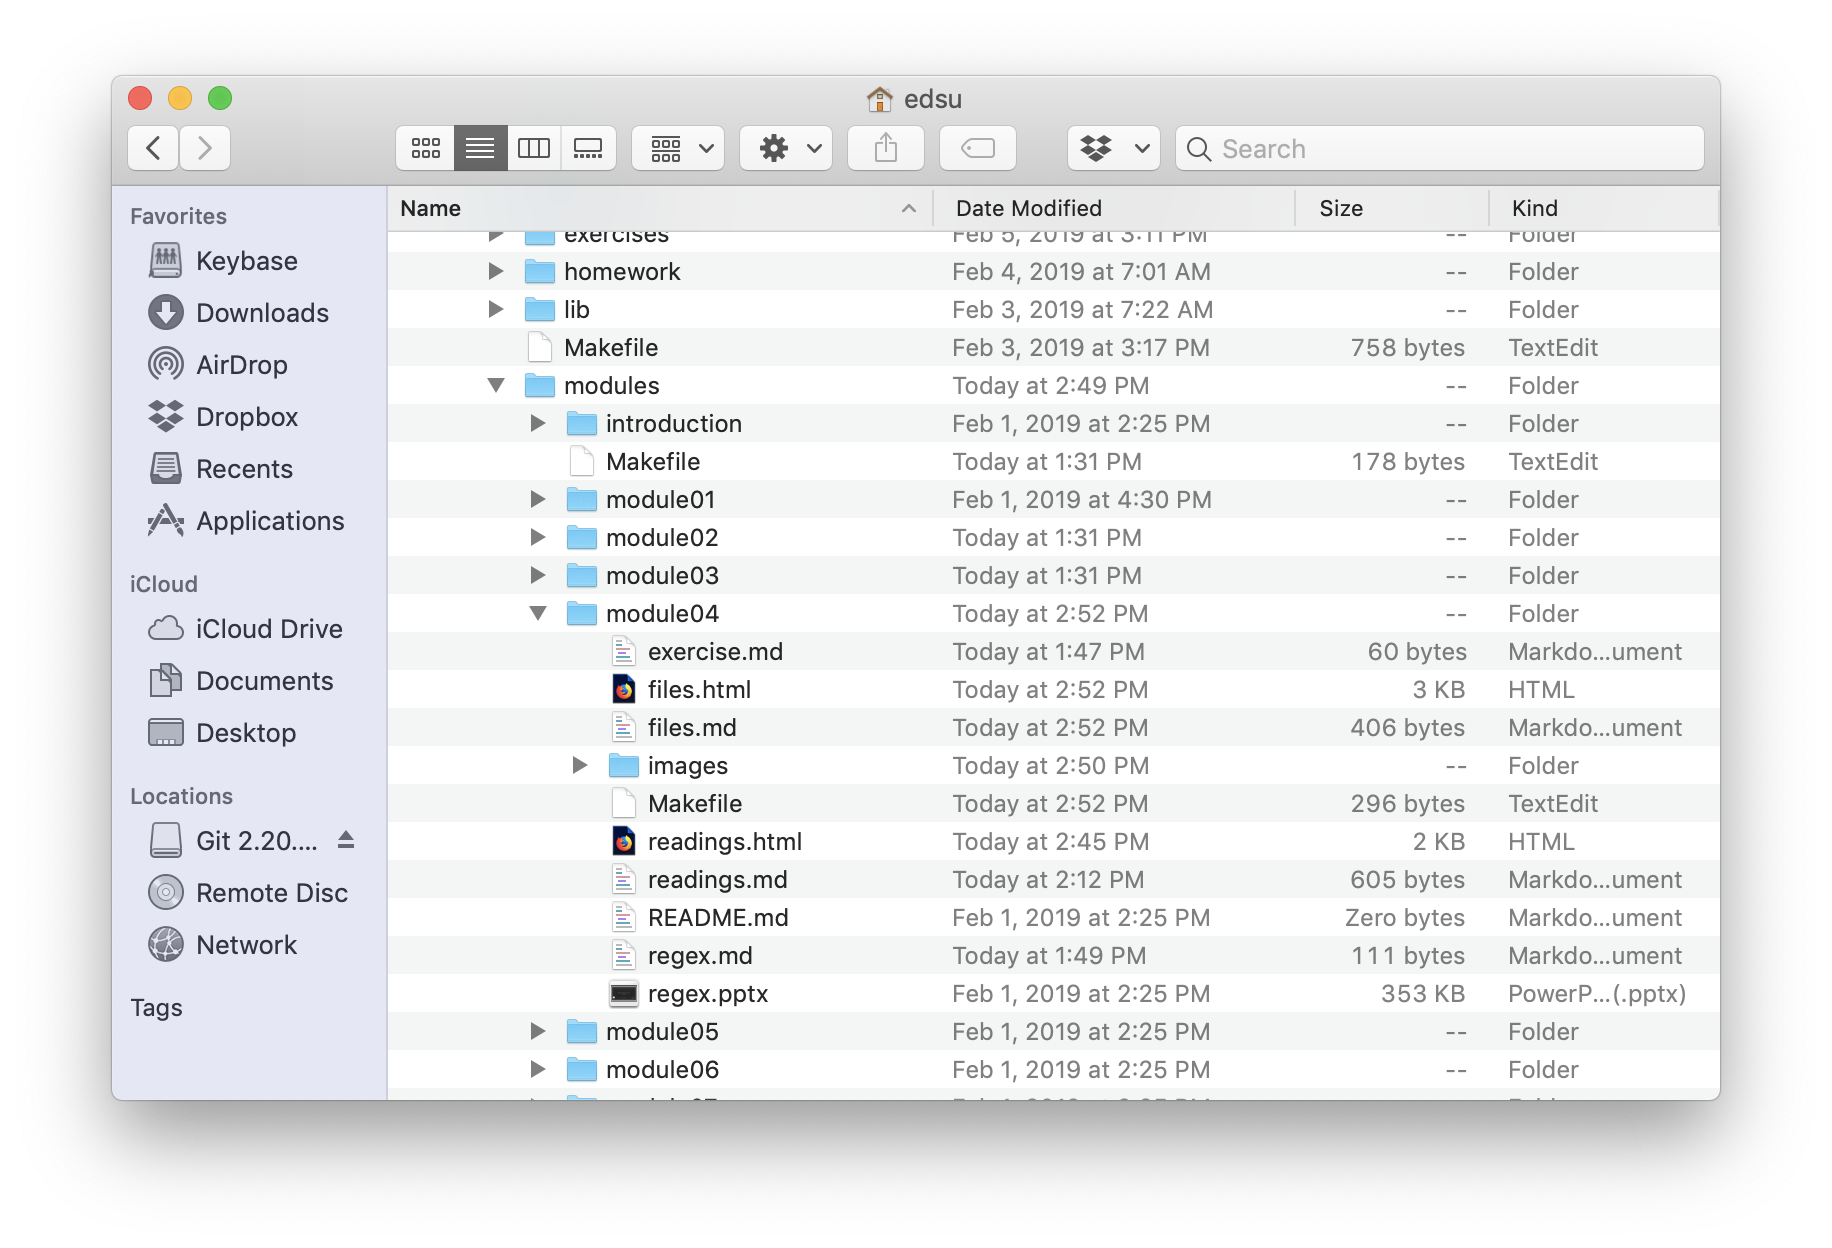 edsu
Search
Favorites
Keybase
Downloads
AirDrop
Dropbox
Recents
Applications
iCloud
iCloud Drive
Documents
Desktop
Locations
Git 2.20....
Remote Disc
Network
Tags
Name Date Modified Size Kind
exercises Feb 5, 2019 at 3:11 PM -- Folder
homework Feb 4, 2019 at 7:01 AM -- Folder
lib Feb 3, 2019 at 7:22 AM -- Folder
Makefile Feb 3, 2019 at 3:17 PM 758 bytes TextEdit
modules Today at 2:49 PM -- Folder
introduction Feb 1, 2019 at 2:25 PM -- Folder
Makefile Today at 1:31 PM 178 bytes TextEdit
module01 Feb 1, 2019 at 4:30 PM -- Folder
module02 Today at 1:31 PM -- Folder
module03 Today at 1:31 PM -- Folder
module04 Today at 2:52 PM -- Folder
exercise.md Today at 1:47 PM 60 bytes Markdo...ument
files.html Today at 2:52 PM 3 KB HTML
files.md Today at 2:52 PM 406 bytes Markdo...ument
images Today at 2:50 PM -- Folder
Makefile Today at 2:52 PM 296 bytes TextEdit
readings.html Today at 2:45 PM 2 KB HTML
readings.md Today at 2:12 PM 605 bytes Markdo...ument
README.md Feb 1, 2019 at 2:25 PM Zero bytes Markdo...ument
regex.md Today at 1:49 PM 111 bytes Markdo...ument
regex.pptx Feb 1, 2019 at 2:25 PM 353 KB PowerP...(.pptx)
module05 Feb 1, 2019 at 2:25 PM -- Folder
module06 Feb 1, 2019 at 2:25 PM -- Folder